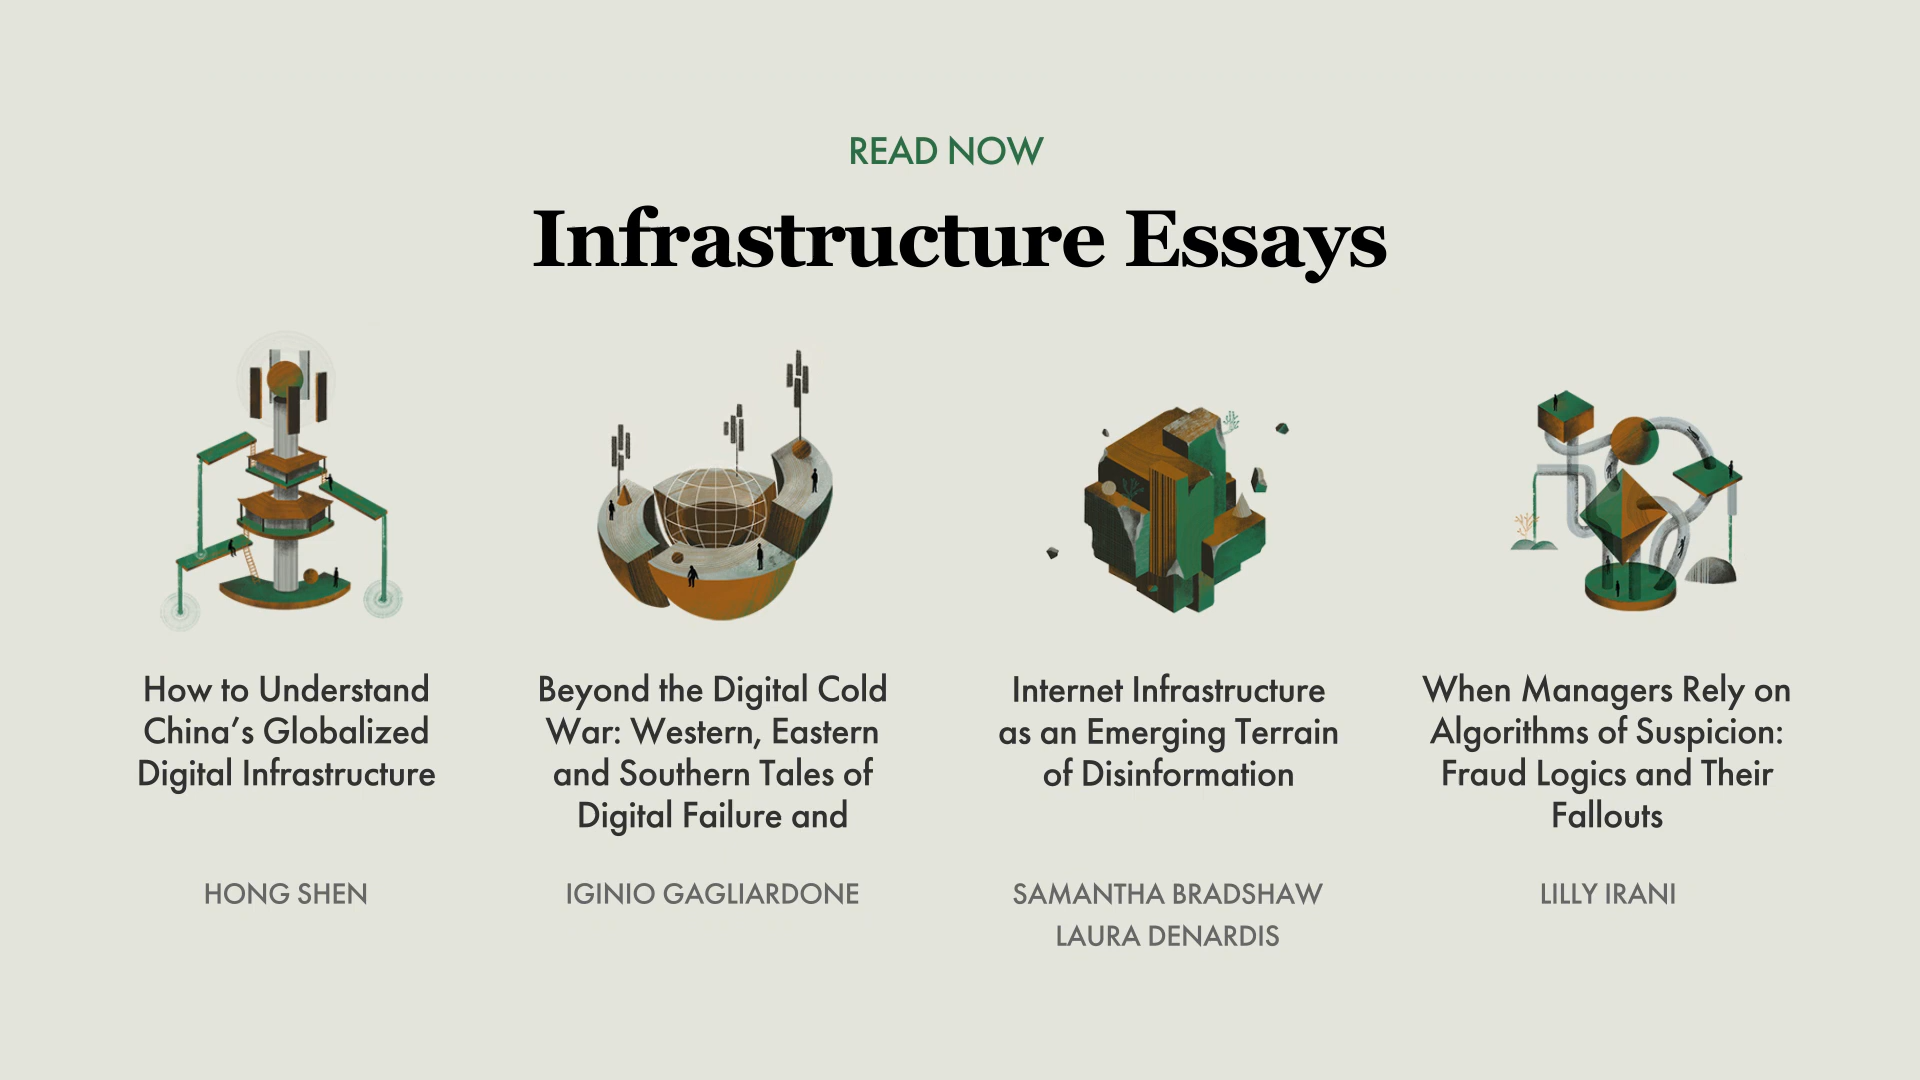 READ NOW
Infrastructure Essays
How to Understand
China’s Globalized
Digital Infrastructure
HONG SHEN
Beyond the Digital Cold
War: Western, Eastern
and Southern Tales of
Digital Failure and
IGINIO GAGLIARDONE
Internet Infrastructure
as an Emerging Terrain
of Disinformation
SAMANTHA BRADSHAW
LAURA DENARDIS
When Managers Rely on
Algorithms of Suspicion:
Fraud Logics and Their
Fallouts
LILLY IRANI